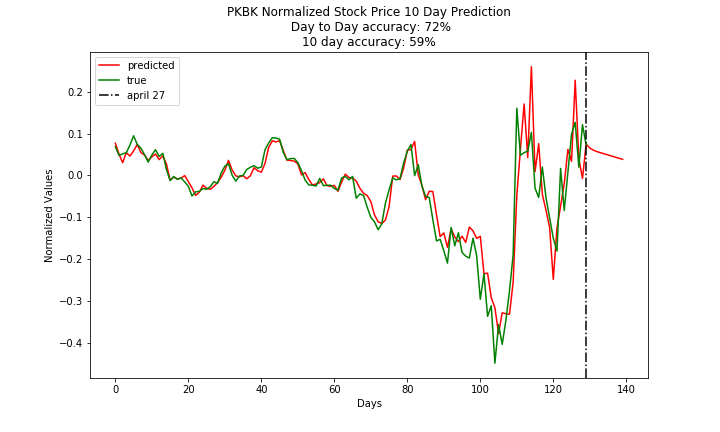 PKBK Normalized Stock Price 10 Day Prediction
Day to Day accuracy: 72%
10 day accuracy: 59%
predicted
true
april 27
0.2
0.1
0.0
−0.1
−0.2
−0.3
−0.4
Normalized Values
0 20 40 60 80 100 120 140
Days